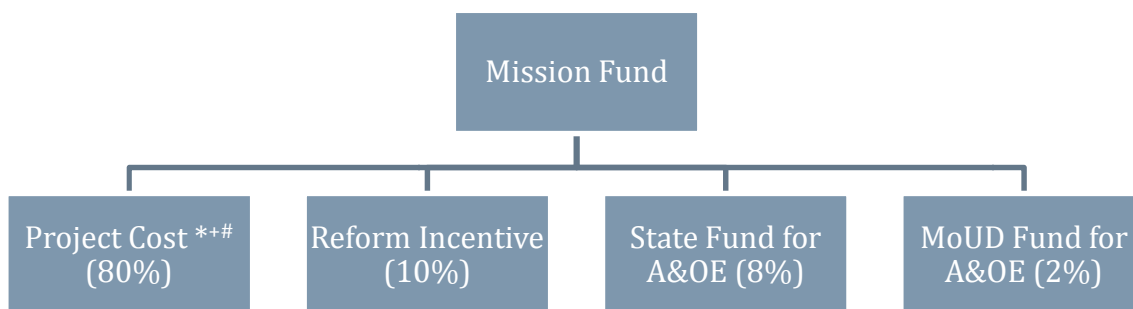 Mission Fund
Project Cost *+#
(80%)
Reform Incentive
(10%)
State Fund for
A&OE (8%)
MoUD Fund for
A&OE (2%)